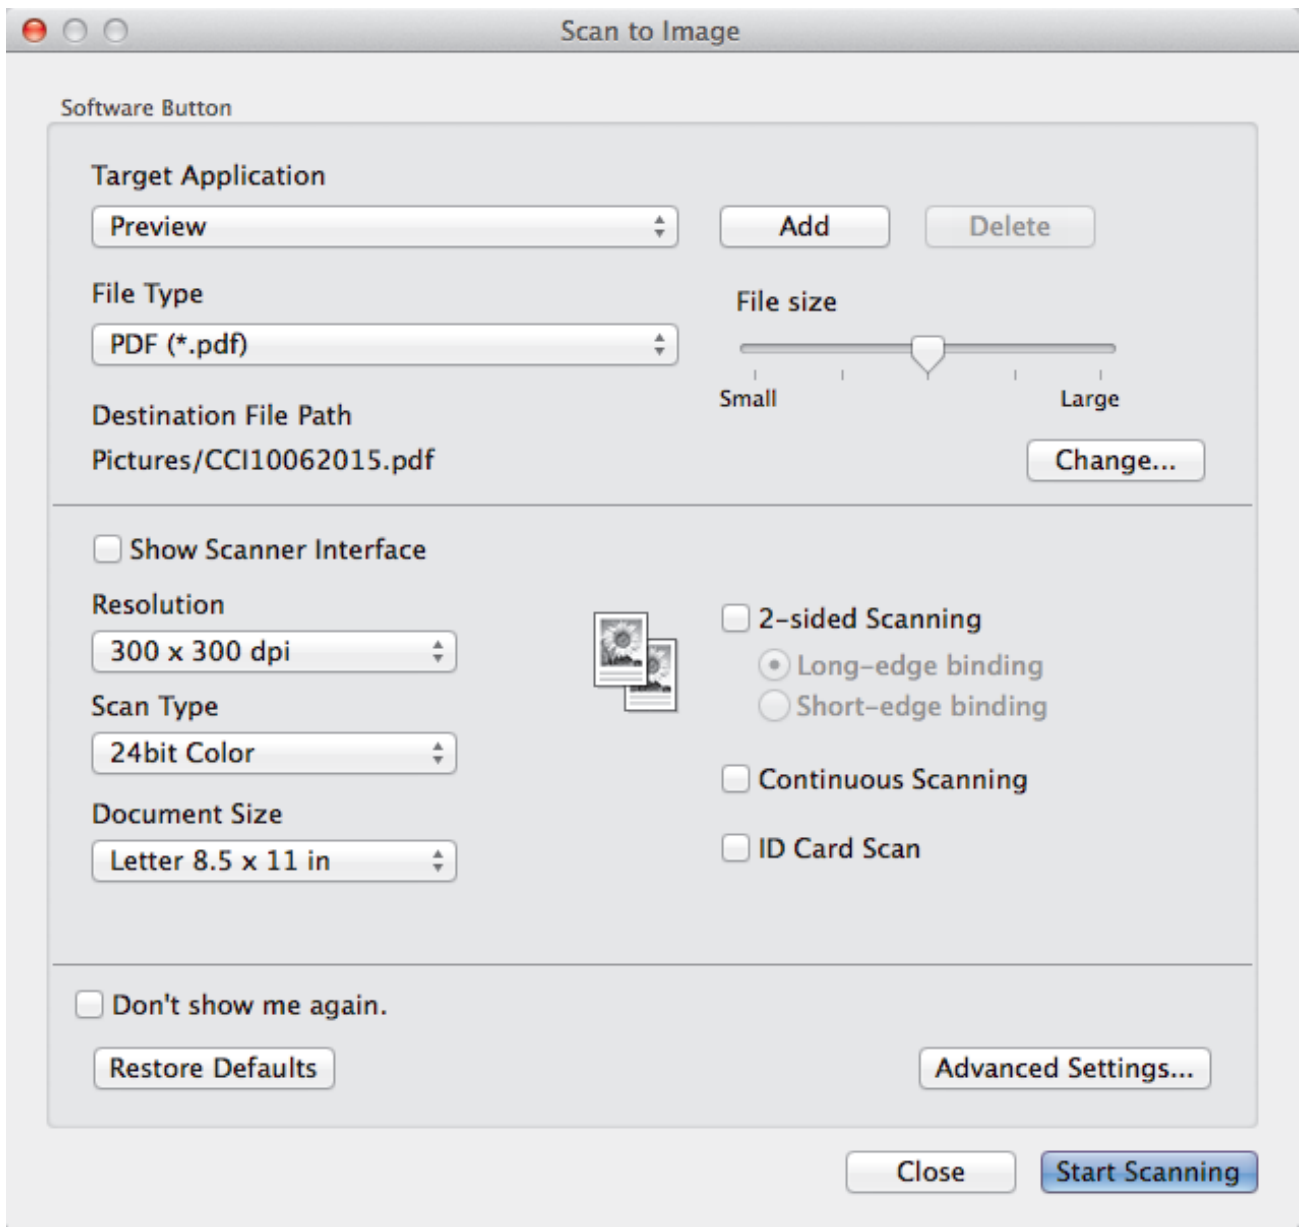 Scan to Image
Software Button
Target Application
Preview
Add
Delete
File Type
File size
PDF (*.pdf)
Small
Large
Destination File Path
Pictures/CCI10062015.pdf
Change...
Show Scanner Interface
Resolution
300 x 300 dpi
Scan Type
24bit Color
Document Size
Letter 8.5 x 11 in
2-sided Scanning
Long-edge binding
Short-edge binding
Continuous Scanning
ID Card Scan
Don't show me again.
Restore Defaults
Advanced Settings...
Close
Start Scanning